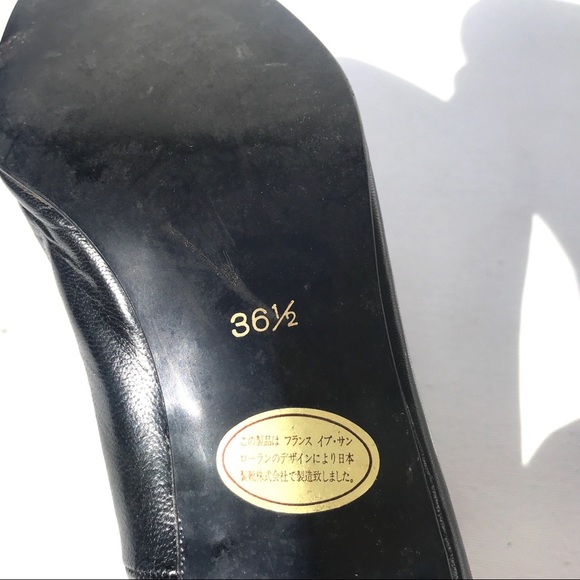 36½
この製品は フランス イブ・サン
ローランのデザインにより日本
製靴株式会社で製造致しました。